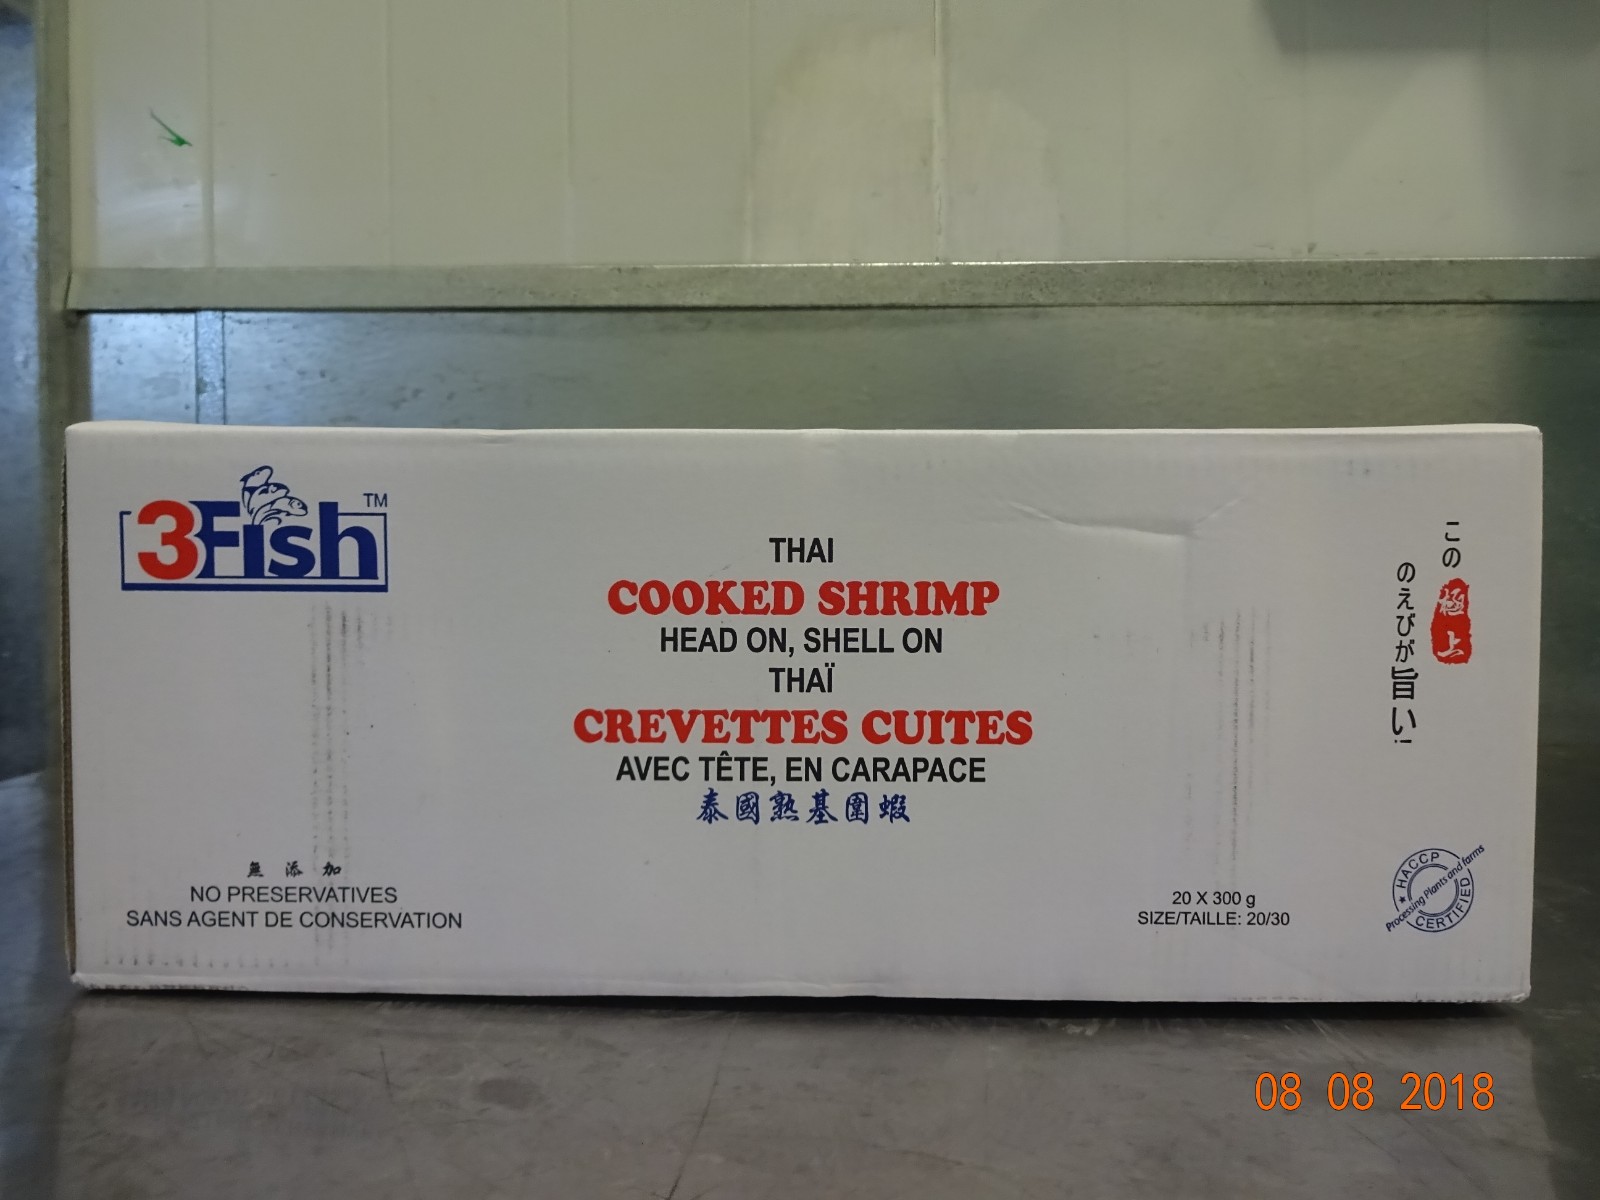 3Fish™
THAI
COOKED SHRIMP
HEAD ON, SHELL ON
THAÏ
CREVETTES CUITES
AVEC TÊTE, EN CARAPACE
泰國熟基圍蝦
この極上
のえびが旨い!
無添加
NO PRESERVATIVES
SANS AGENT DE CONSERVATION
20 X 300 g
SIZE/TAILLE: 20/30
HACCP
Processing Plants and farms
CERTIFIED
08 08 2018